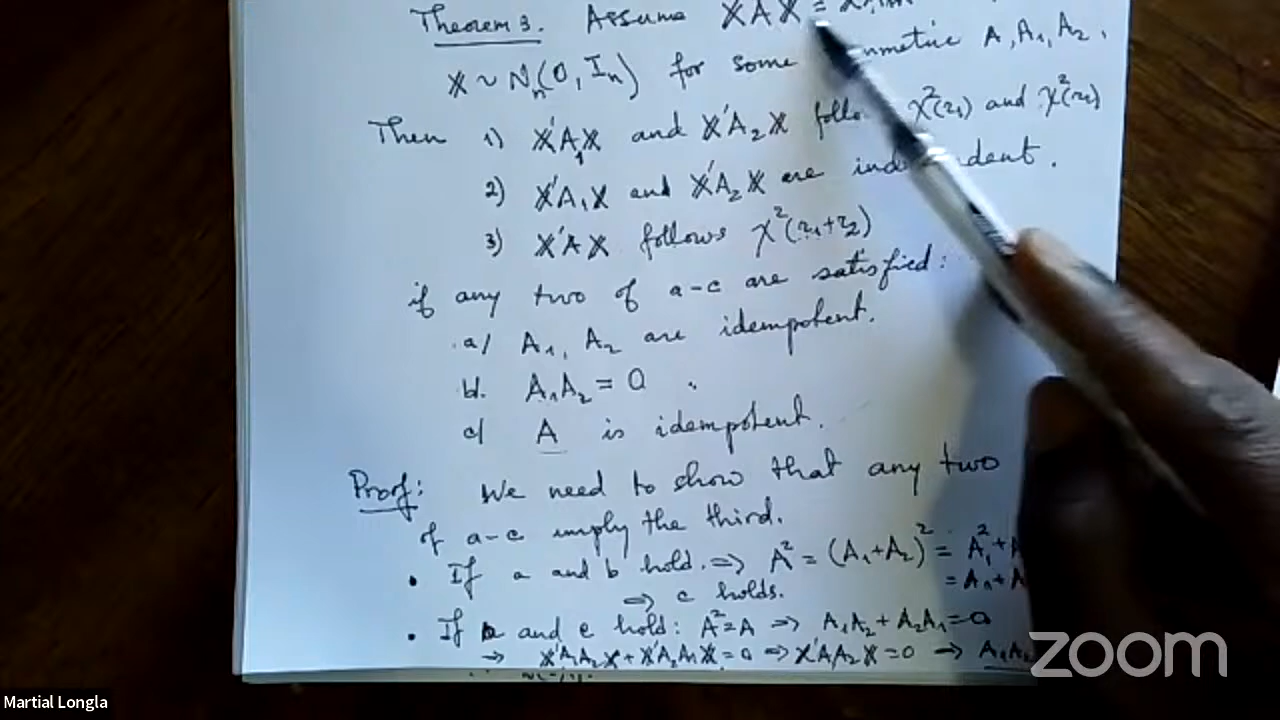 Theorem 3. Assume X A X =
X ~ Nn(0, In) for some A, A₁, A₂,
Then 1) X'A₁X and X'A₂X follo χ²(r₁) and χ²(r₂)
2) X'A₁X and X'A₂X are independent.
3) X'AX follows χ²(r₁+r₂)
if any two of a-c are satisfied:
a/ A₁, A₂ are idempotent.
b. A₁A₂ = 0
c/ A is idempotent.
Proof: We need to show that any two
of a-c imply the third.
• If a and b hold. ⇒ A² = (A₁+A₂)² = A₁² +
= A₁ +
⇒ c holds.
• If a and c hold: A² = A ⇒ A₁A₂ + A₂A₁ = 0
⇒ X'A₁A₂X + X'A₂A₁X = 0 ⇒ X'A₁A₂X = 0 ⇒
zoom
Martial Longla